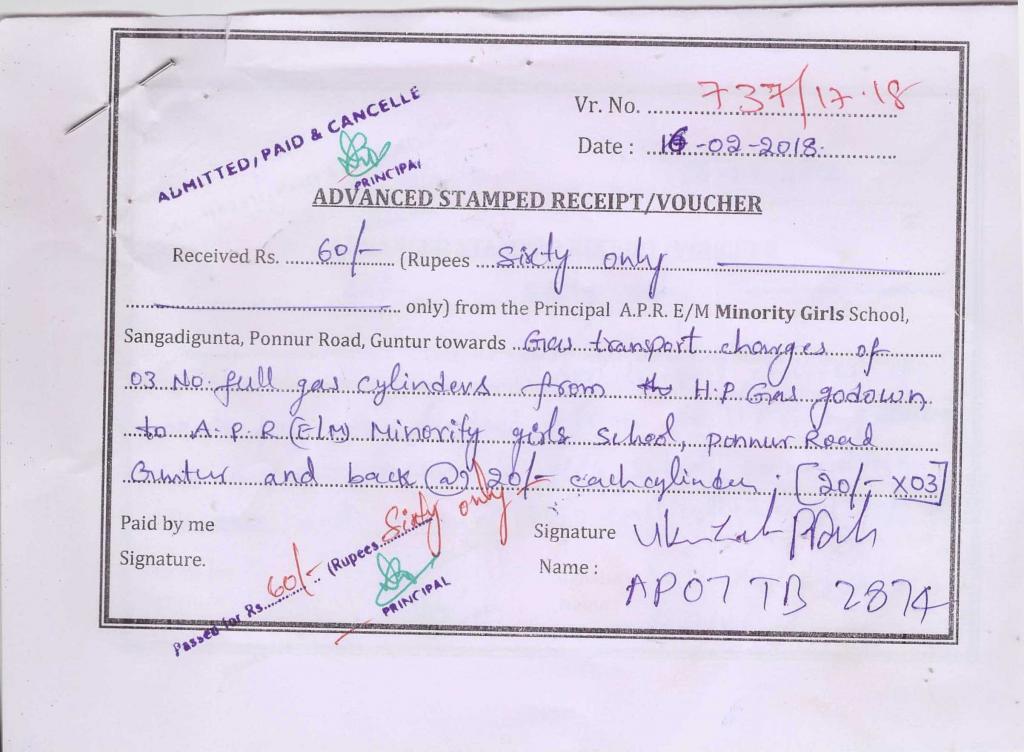 Vr. No. 737/17-18
ADMITTED, PAID & CANCELLE
Date : 16-02-2018.
PRINCIPAL
ADVANCED STAMPED RECEIPT/VOUCHER
Received Rs. 60/- (Rupees Sixty only
only) from the Principal A.P.R. E/M Minority Girls School,
Sangadigunta, Ponnur Road, Guntur towards Gas transport charges of
03 No. full gas cylinders from the H.P Gas godown
to A.P.R (E/M) Minority girls school, ponnur Road
Guntur and back @ 20/- each cylinder, [20/- X 03]
Paid by me
Signature.
Signature
Name :
AP07 TB 2874
Passed for Rs. 60/- (Rupees Sixty only
PRINCIPAL